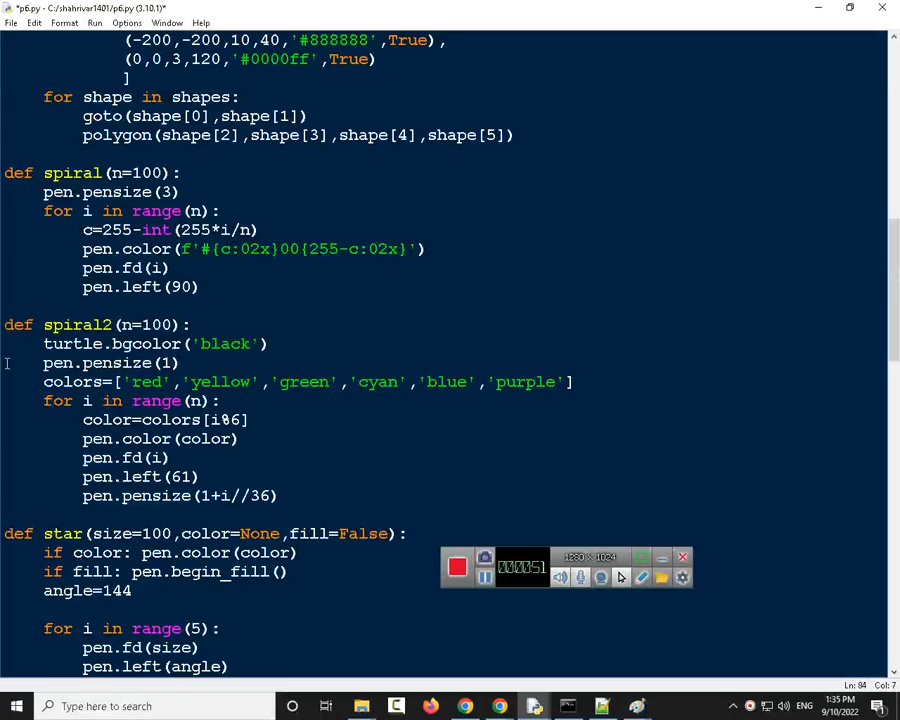 *p6.py - C:/shahrivar1401/p6.py (3.10.1)*
File Edit Format Run Options Window Help
(-200,-200,10,40,'#888888',True),
(0,0,3,120,'#0000ff',True)
]
for shape in shapes:
goto(shape[0],shape[1])
polygon(shape[2],shape[3],shape[4],shape[5])
def spiral(n=100):
pen.pensize(3)
for i in range(n):
c=255-int(255*i/n)
pen.color(f'#{c:02x}00{255-c:02x}')
pen.fd(i)
pen.left(90)
def spiral2(n=100):
turtle.bgcolor('black')
pen.pensize(1)
colors=['red','yellow','green','cyan','blue','purple']
for i in range(n):
color=colors[i%6]
pen.color(color)
pen.fd(i)
pen.left(61)
pen.pensize(1+i//36)
def star(size=100,color=None,fill=False):
if color: pen.color(color)
if fill: pen.begin_fill()
angle=144
for i in range(5):
pen.fd(size)
pen.left(angle)
1280 x 1024
000051
Ln: 84 Col: 7
Type here to search
ENG
1:35 PM
9/10/2022
1